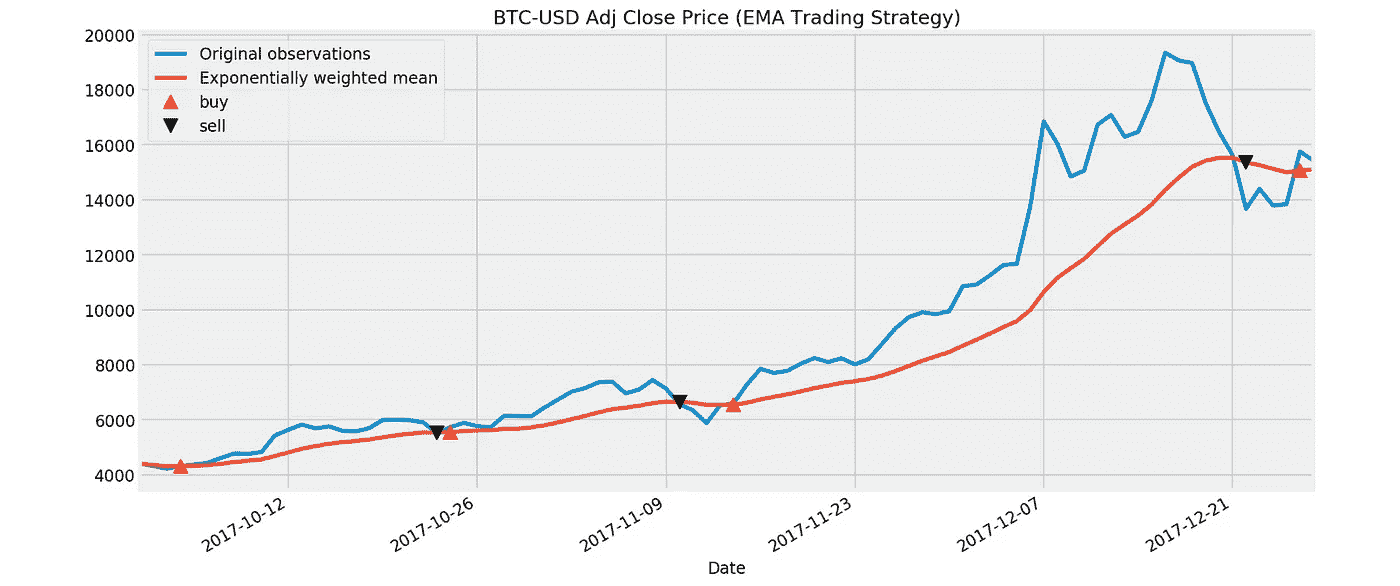 BTC-USD Adj Close Price (EMA Trading Strategy)
20000
18000
16000
14000
12000
10000
8000
6000
4000
Original observations
Exponentially weighted mean
buy
sell
2017-10-12
2017-10-26
2017-11-09
2017-11-23
2017-12-07
2017-12-21
Date